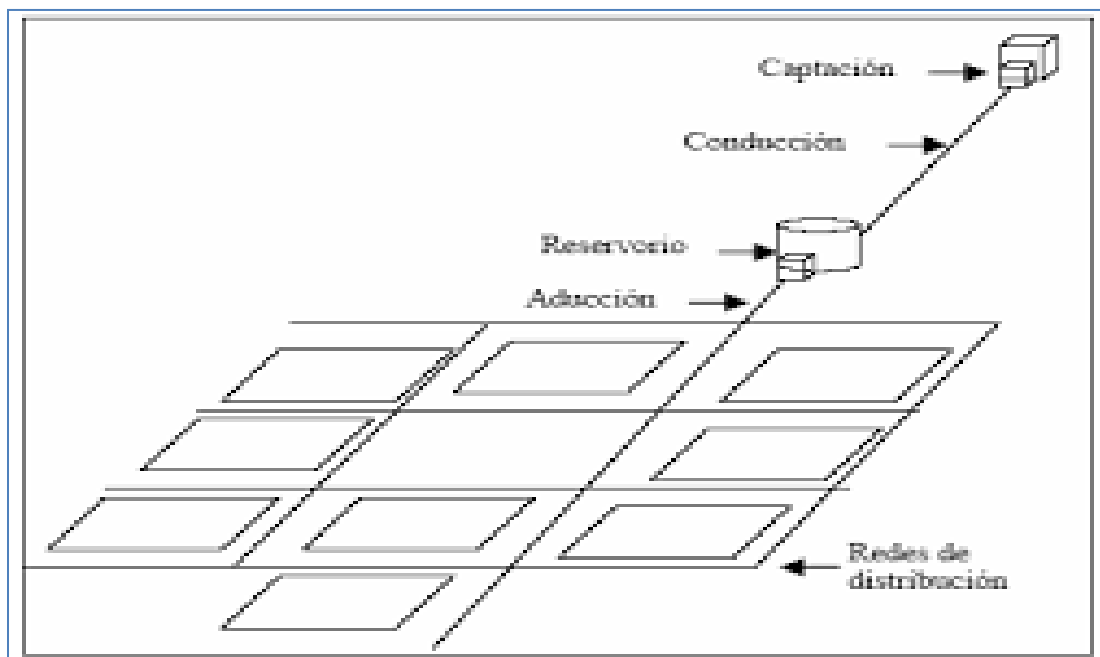 Captación
Conducción
Reservorio
Aducción
Redes de
distribución